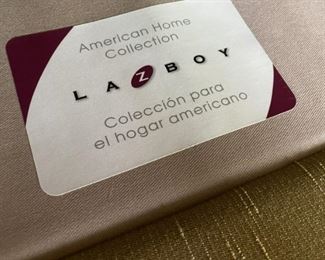 American Home
Collection
LAZBOY
Colección para
el hogar americano